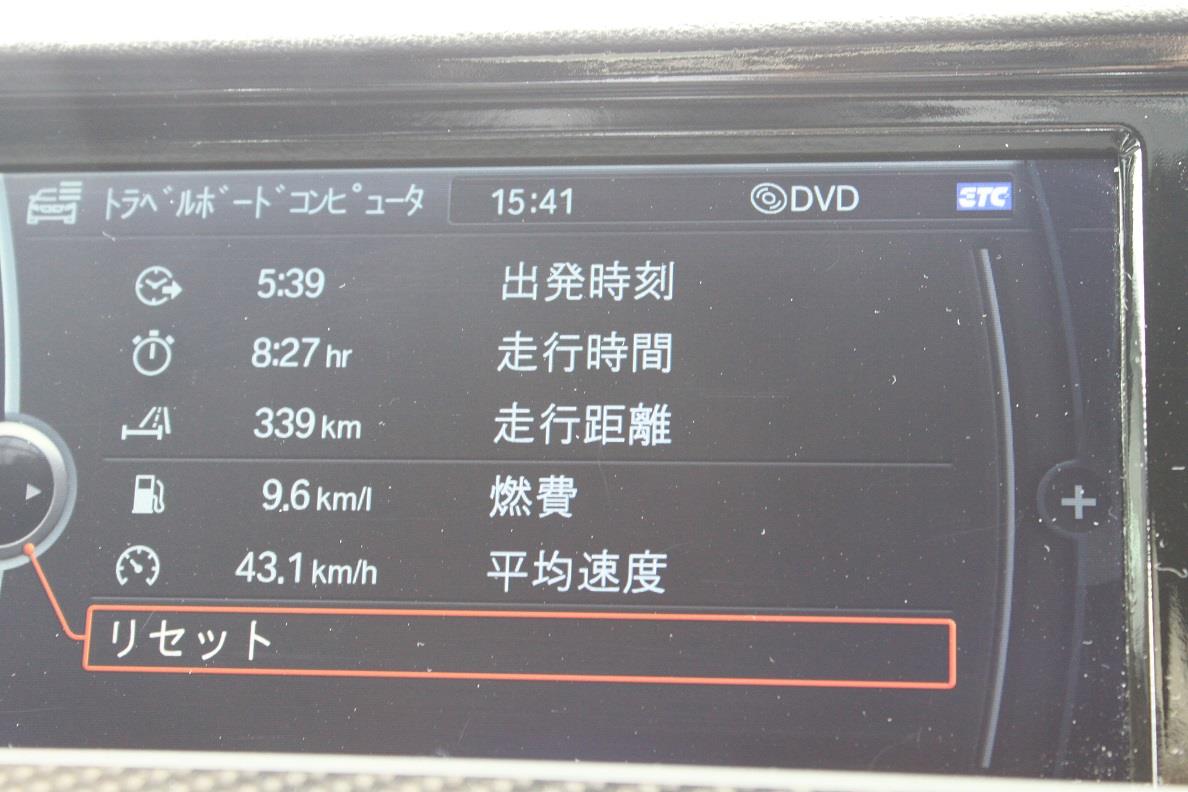 トラベルボードコンピュータ 15:41 DVD ETC
5:39 出発時刻
8:27 hr 走行時間
339 km 走行距離
9.6 km/l 燃費
43.1 km/h 平均速度
リセット